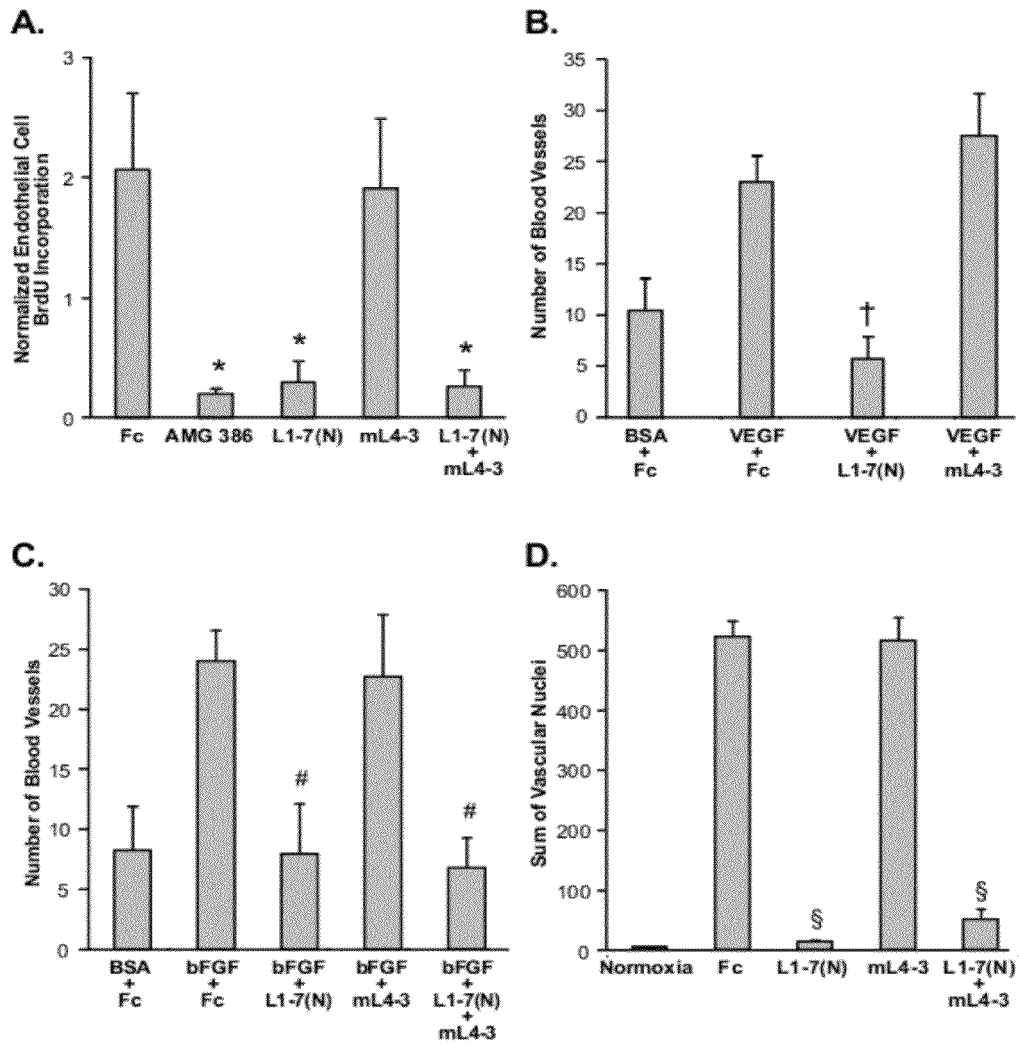 A.
Normalized Endothelial Cell
BrdU Incorporation
3
2
1
0
*
*
*
Fc
AMG 386
L1-7(N)
mL4-3
L1-7(N)
+
mL4-3
B.
Number of Blood Vessels
35
30
25
20
15
10
5
0
†
BSA
+
Fc
VEGF
+
Fc
VEGF
+
L1-7(N)
VEGF
+
mL4-3
C.
Number of Blood Vessels
30
25
20
15
10
5
0
#
#
BSA
+
Fc
bFGF
+
Fc
bFGF
+
L1-7(N)
bFGF
+
mL4-3
bFGF
+
L1-7(N)
+
mL4-3
D.
Sum of Vascular Nuclei
600
500
400
300
200
100
0
§
§
Normoxia
Fc
L1-7(N)
mL4-3
L1-7(N)
+
mL4-3